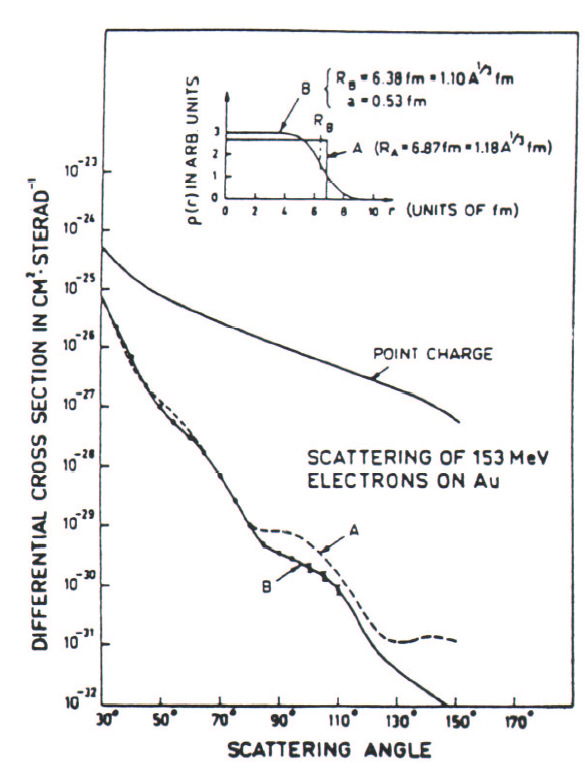 B { R_B = 6.38 fm = 1.10 A^1/3 fm
a = 0.53 fm
R_B
A (R_A = 6.87 fm = 1.18 A^1/3 fm)
ρ(r) IN ARB. UNITS
3
2
1
0
0 2 4 6 8 10 r (UNITS OF fm)
DIFFERENTIAL CROSS SECTION IN CM²·STERAD⁻¹
10⁻²³
10⁻²⁴
10⁻²⁵
10⁻²⁶
10⁻²⁷
10⁻²⁸
10⁻²⁹
10⁻³⁰
10⁻³¹
10⁻³²
POINT CHARGE
SCATTERING OF 153 MeV
ELECTRONS ON Au
A
B
30° 50° 70° 90° 110° 130° 150° 170°
SCATTERING ANGLE